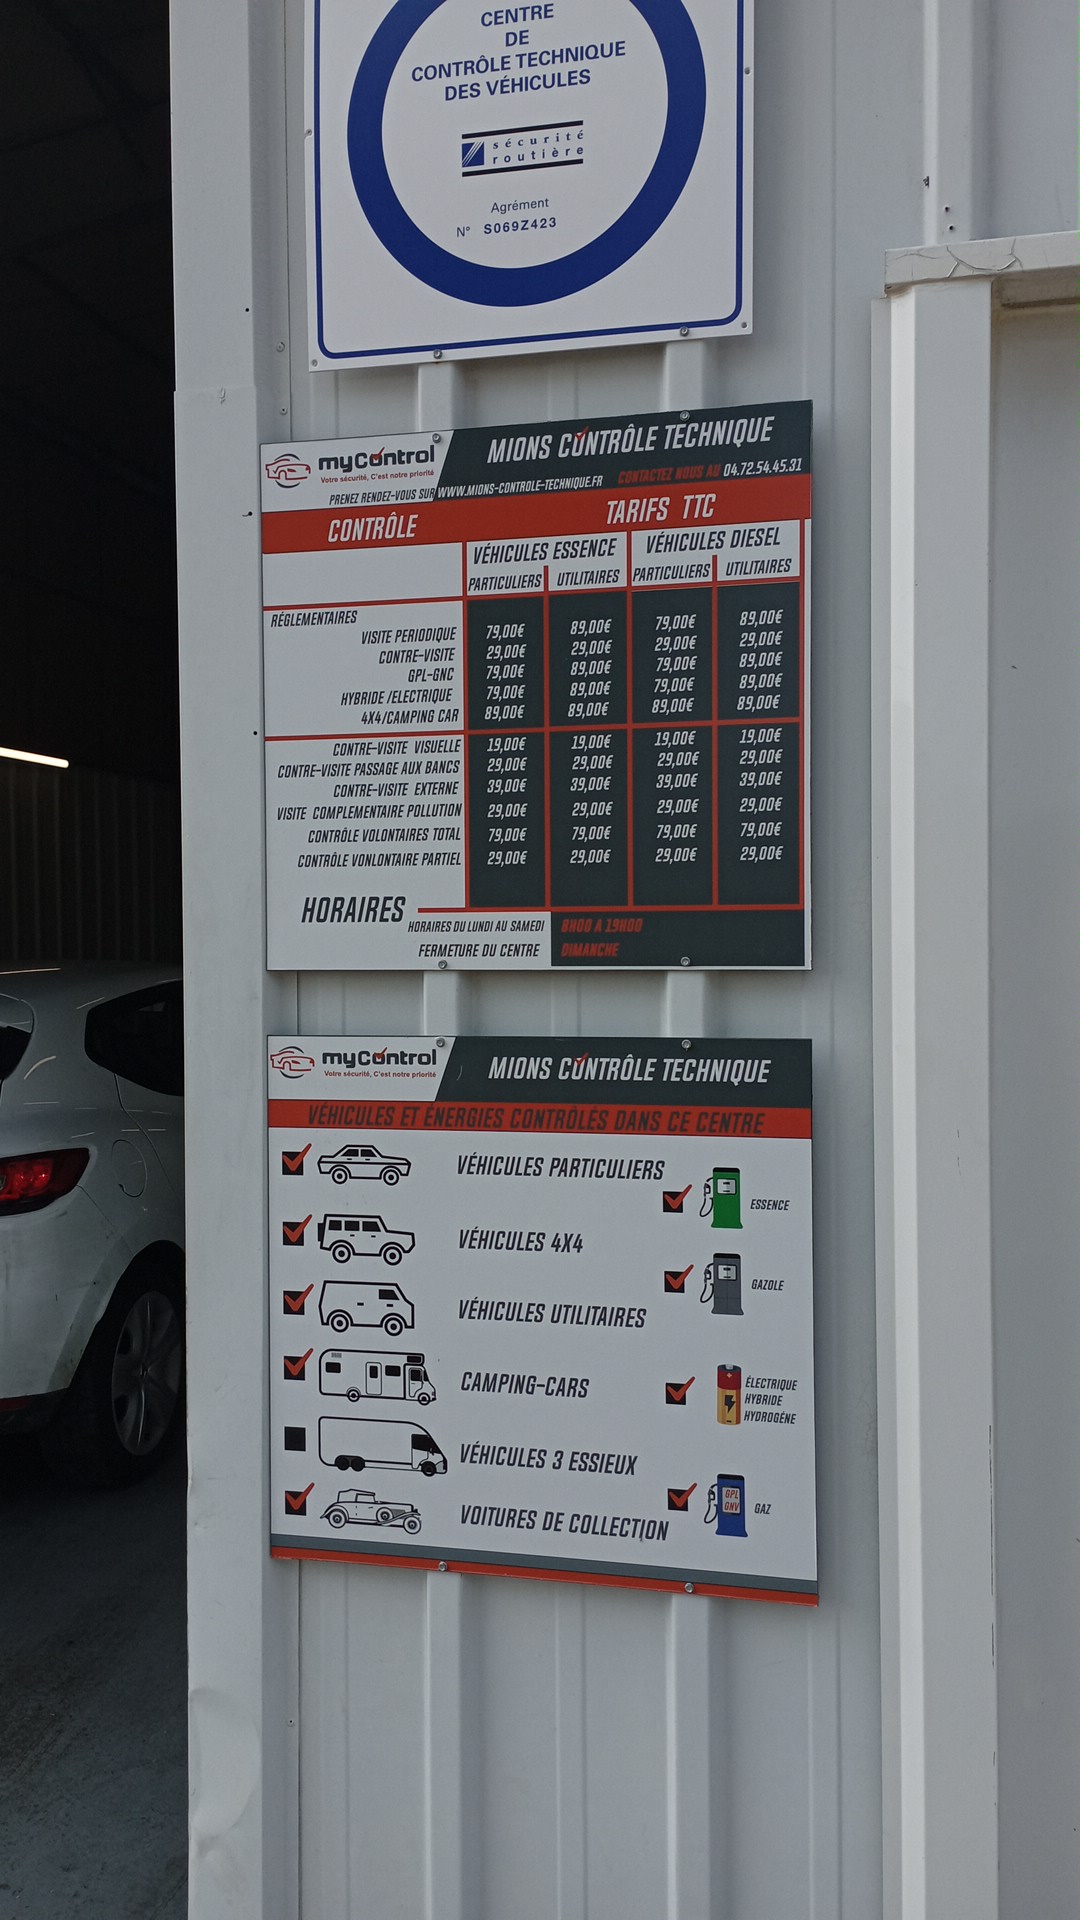 CENTRE
DE
CONTRÔLE TECHNIQUE
DES VÉHICULES
sécurité
routière
Agrément
N° S069Z423
myControl
Votre sécurité, C'est notre priorité
MIONS CONTRÔLE TECHNIQUE
PRENEZ RENDEZ-VOUS SUR WWW.MIONS-CONTROLE-TECHNIQUE.FR CONTACTEZ NOUS AU 04.72.54.45.31
CONTRÔLE TARIFS TTC
VÉHICULES ESSENCE VÉHICULES DIESEL
PARTICULIERS UTILITAIRES PARTICULIERS UTILITAIRES
RÉGLEMENTAIRES
VISITE PERIODIQUE 79,00€ 89,00€ 79,00€ 89,00€
CONTRE-VISITE 29,00€ 29,00€ 29,00€ 29,00€
GPL-GNC 79,00€ 89,00€ 79,00€ 89,00€
HYBRIDE /ELECTRIQUE 79,00€ 89,00€ 79,00€ 89,00€
4X4/CAMPING CAR 89,00€ 89,00€ 89,00€ 89,00€
CONTRE-VISITE VISUELLE 19,00€ 19,00€ 19,00€ 19,00€
CONTRE-VISITE PASSAGE AUX BANCS 29,00€ 29,00€ 29,00€ 29,00€
CONTRE-VISITE EXTERNE 39,00€ 39,00€ 39,00€ 39,00€
VISITE COMPLEMENTAIRE POLLUTION 29,00€ 29,00€ 29,00€ 29,00€
CONTRÔLE VOLONTAIRES TOTAL 79,00€ 79,00€ 79,00€ 79,00€
CONTRÔLE VONLONTAIRE PARTIEL 29,00€ 29,00€ 29,00€ 29,00€
HORAIRES
HORAIRES DU LUNDI AU SAMEDI 8H00 A 19H00
FERMETURE DU CENTRE DIMANCHE
myControl
Votre sécurité, C'est notre priorité
MIONS CONTRÔLE TECHNIQUE
VÉHICULES ET ÉNERGIES CONTRÔLÉS DANS CE CENTRE
VÉHICULES PARTICULIERS
ESSENCE
VÉHICULES 4X4
GAZOLE
VÉHICULES UTILITAIRES
CAMPING-CARS
ÉLECTRIQUE
HYBRIDE
HYDROGÈNE
VÉHICULES 3 ESSIEUX
GPL
GNV
GAZ
VOITURES DE COLLECTION